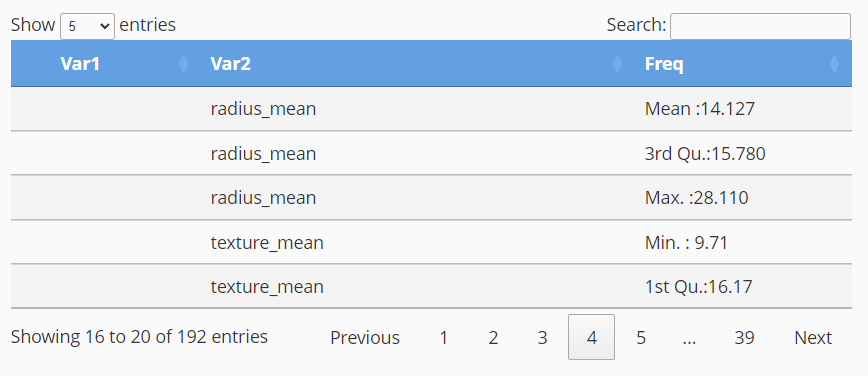 Show 5 entries Search:
Var1 Var2 Freq
radius_mean Mean :14.127
radius_mean 3rd Qu.:15.780
radius_mean Max. :28.110
texture_mean Min. : 9.71
texture_mean 1st Qu.:16.17
Showing 16 to 20 of 192 entries Previous 1 2 3 4 5 ... 39 Next